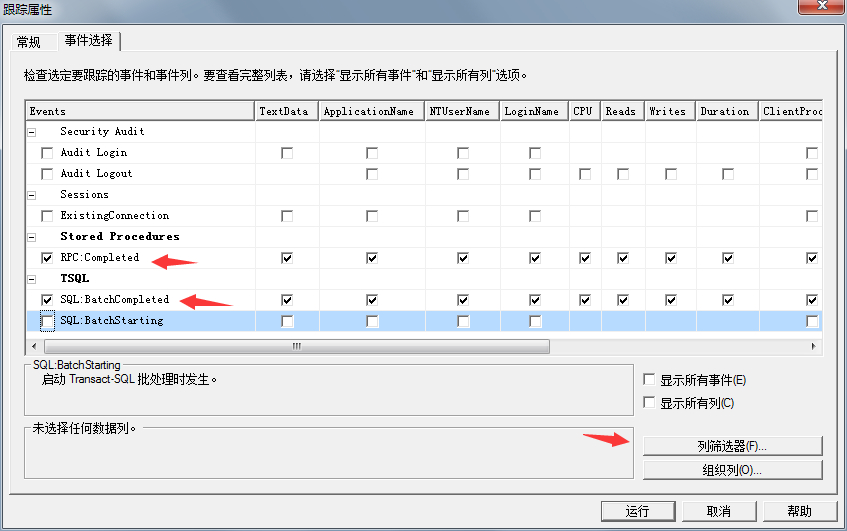 跟踪属性
常规
事件选择
检查选定要跟踪的事件和事件列。要查看完整列表，请选择"显示所有事件"和"显示所有列"选项。
Events TextData ApplicationName NTUserName LoginName CPU Reads Writes Duration ClientProc
Security Audit
Audit Login
Audit Logout
Sessions
ExistingConnection
Stored Procedures
RPC:Completed
TSQL
SQL:BatchCompleted
SQL:BatchStarting
SQL:BatchStarting
启动 Transact-SQL 批处理时发生。
显示所有事件(E)
显示所有列(C)
未选择任何数据列。
列筛选器(F)...
组织列(O)...
运行
取消
帮助